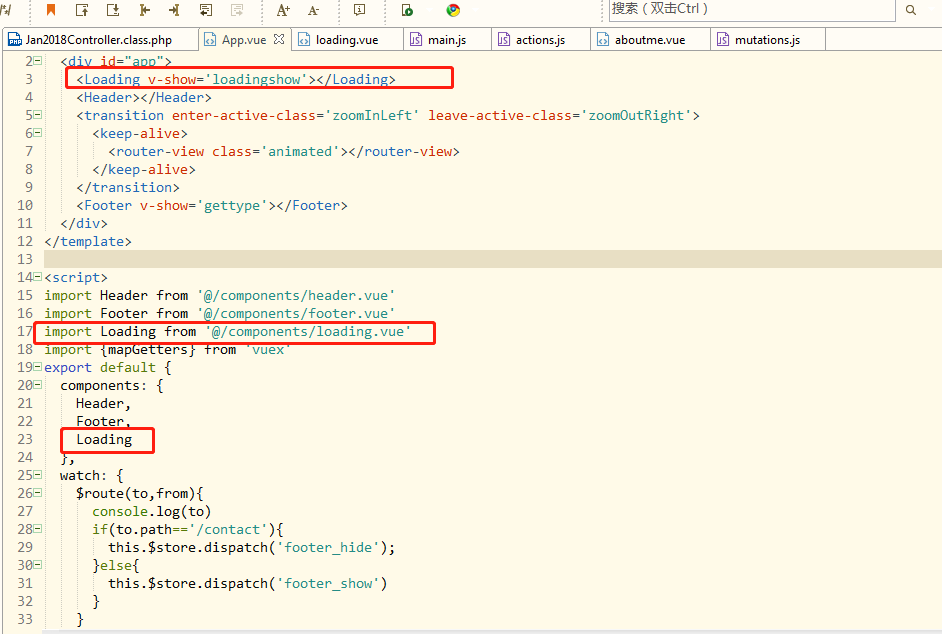 搜索（双击Ctrl）
Jan2018Controller.class.php App.vue loading.vue main.js actions.js aboutme.vue mutations.js
2 <div id="app">
3 <Loading v-show='loadingshow'></Loading>
4 <Header></Header>
5 <transition enter-active-class='zoomInLeft' leave-active-class='zoomOutRight'>
6 <keep-alive>
7 <router-view class='animated'></router-view>
8 </keep-alive>
9 </transition>
10 <Footer v-show='gettype'></Footer>
11 </div>
12 </template>
13
14 <script>
15 import Header from '@/components/header.vue'
16 import Footer from '@/components/footer.vue'
17 import Loading from '@/components/loading.vue'
18 import {mapGetters} from 'vuex'
19 export default {
20 components: {
21 Header,
22 Footer,
23 Loading
24 },
25 watch: {
26 $route(to,from){
27 console.log(to)
28 if(to.path=='/contact'){
29 this.$store.dispatch('footer_hide');
30 }else{
31 this.$store.dispatch('footer_show')
32 }
33 }